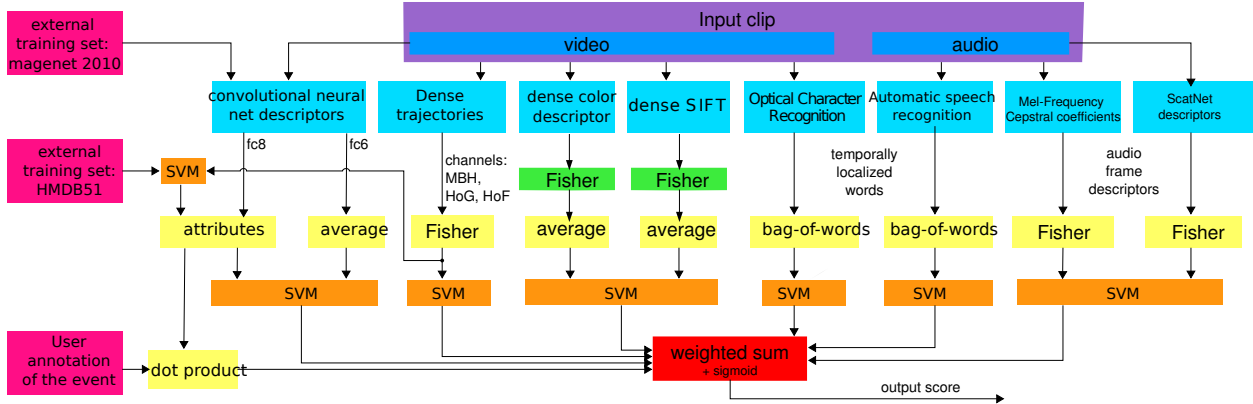 Input clip
video
audio
external
training set:
magenet 2010
convolutional neural
net descriptors
Dense
trajectories
dense color
descriptor
dense SIFT
Optical Character
Recognition
Automatic speech
recognition
Mel-Frequency
Cepstral coefficients
ScatNet
descriptors
fc8
fc6
external
training set:
HMDB51
SVM
channels:
MBH,
HoG, HoF
Fisher
Fisher
temporally
localized
words
audio
frame
descriptors
attributes
average
Fisher
average
average
bag-of-words
bag-of-words
Fisher
Fisher
SVM
SVM
SVM
SVM
SVM
SVM
User
annotation
of the event
dot product
weighted sum
+ sigmoid
output score